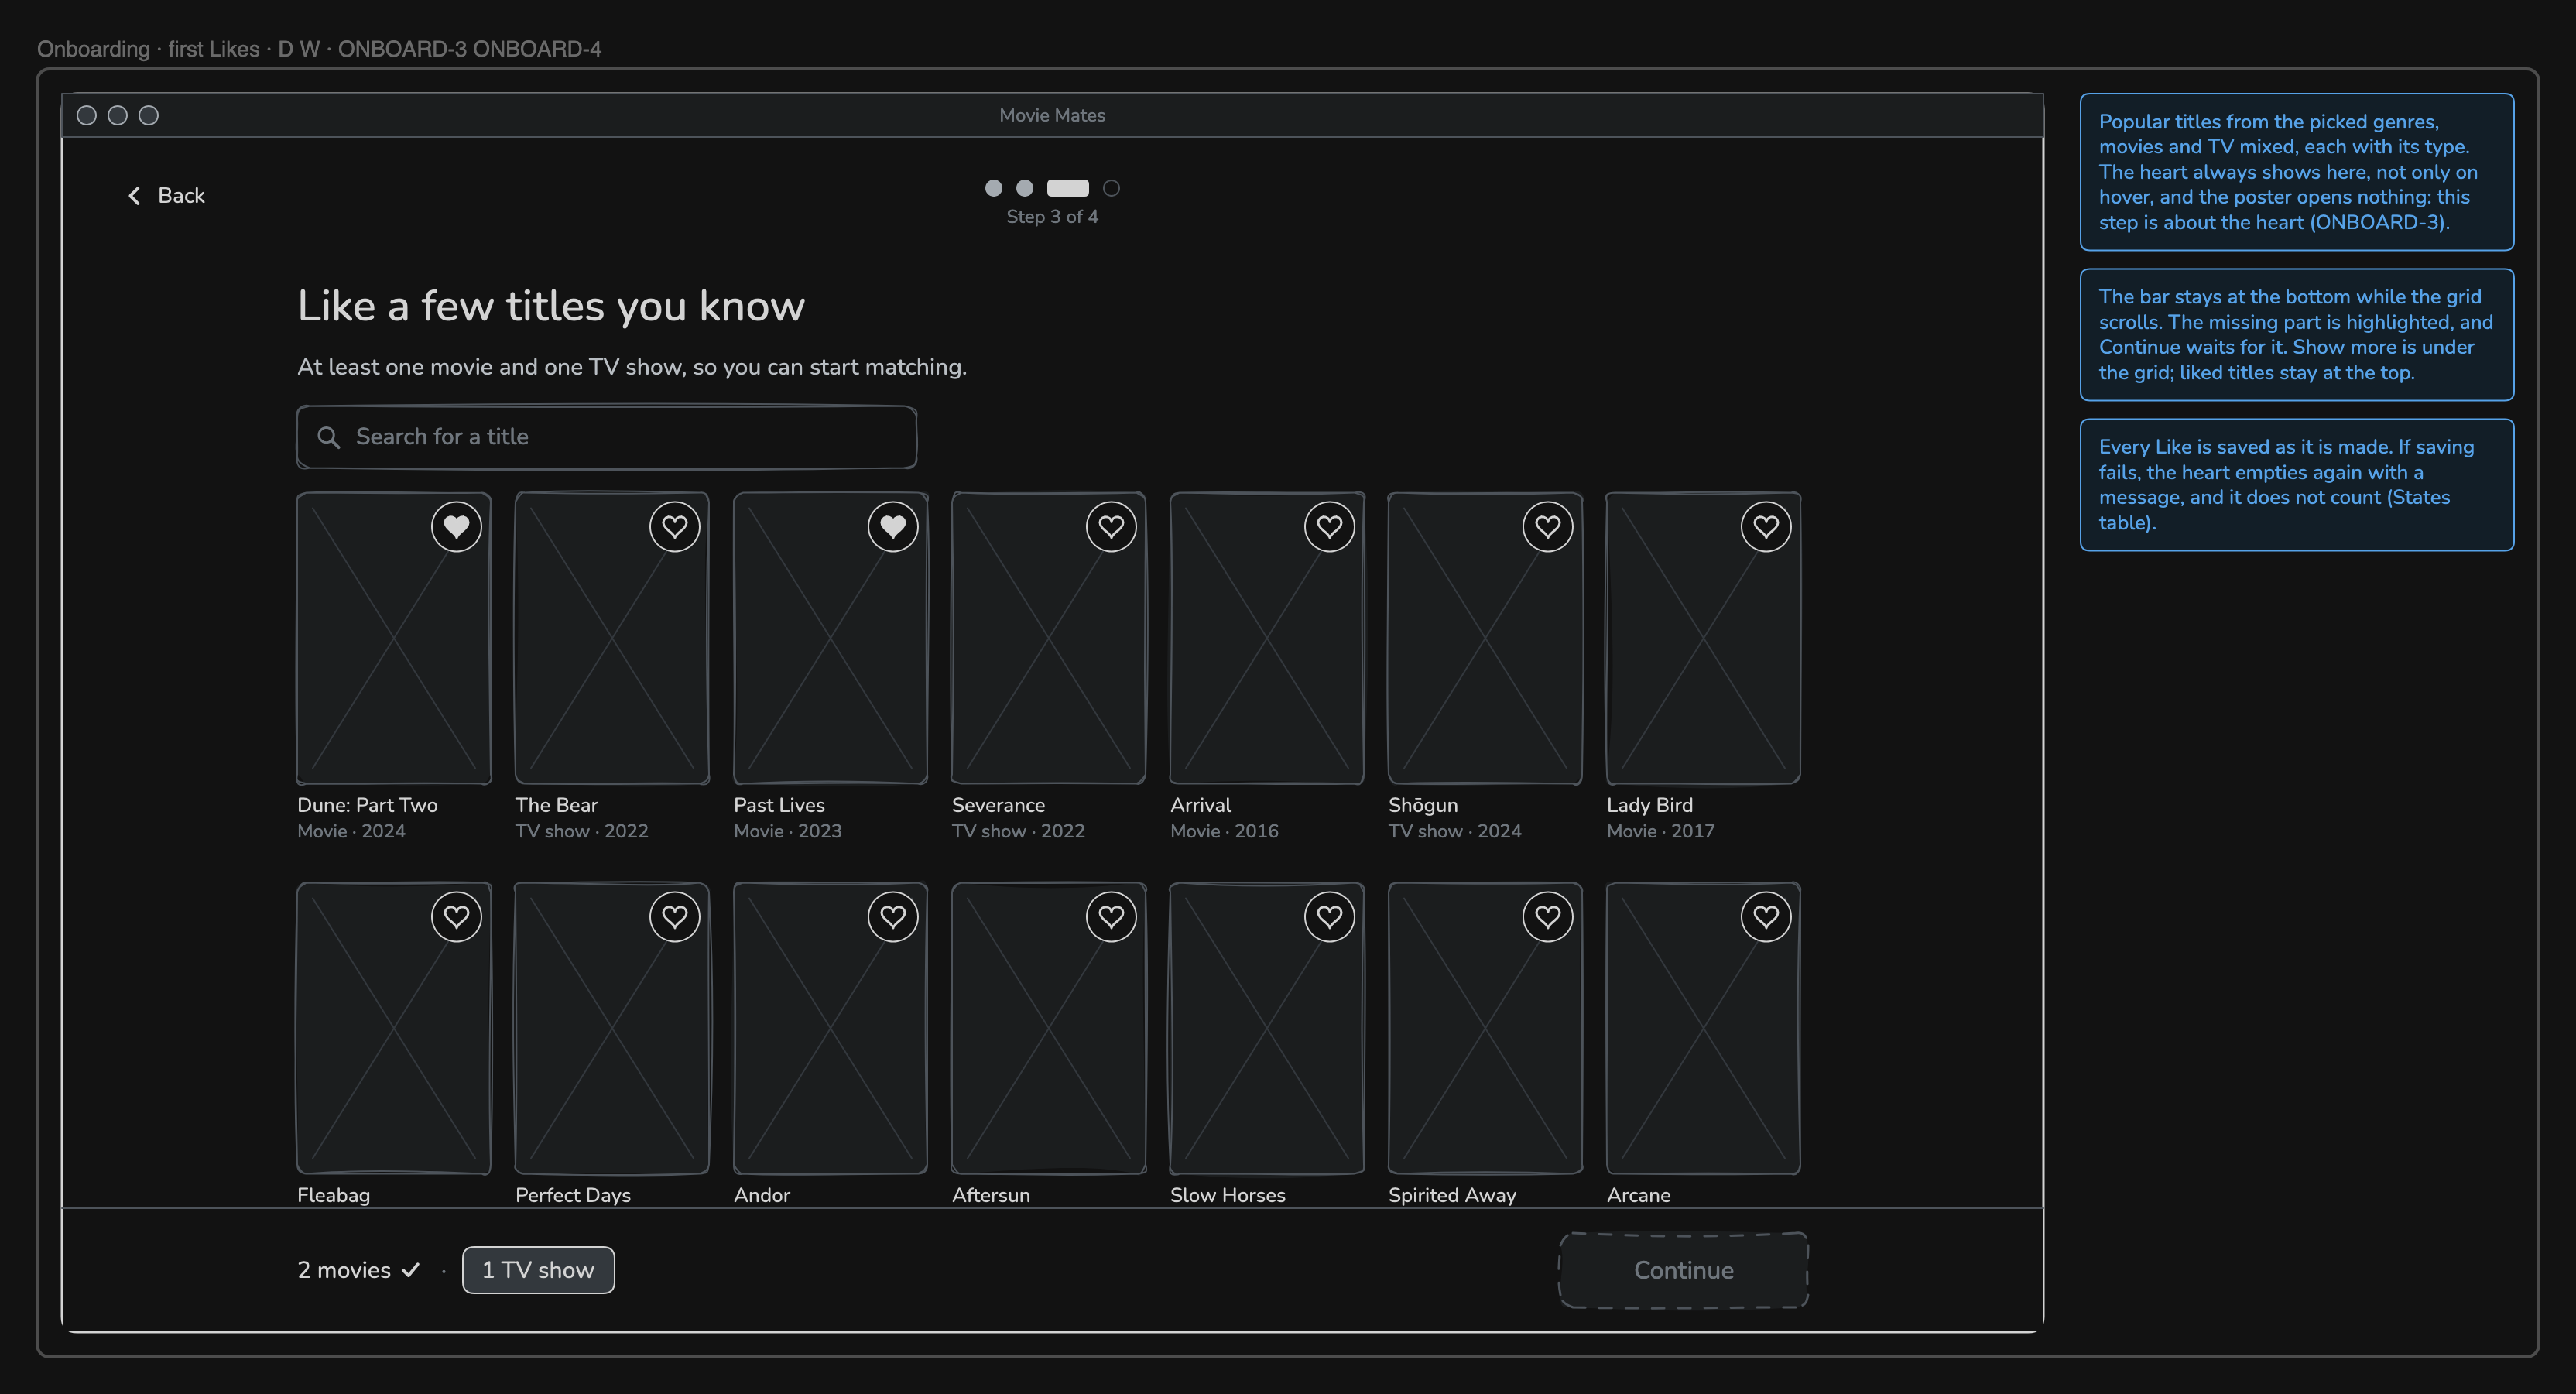 Onboarding · first Likes · D W · ONBOARD-3 ONBOARD-4
Movie Mates
Back
Step 3 of 4
Like a few titles you know
At least one movie and one TV show, so you can start matching.
Search for a title
Dune: Part Two
Movie · 2024
The Bear
TV show · 2022
Past Lives
Movie · 2023
Severance
TV show · 2022
Arrival
Movie · 2016
Shōgun
TV show · 2024
Lady Bird
Movie · 2017
Fleabag
Perfect Days
Andor
Aftersun
Slow Horses
Spirited Away
Arcane
2 movies
·
1 TV show
Continue
Popular titles from the picked genres,
movies and TV mixed, each with its type.
The heart always shows here, not only on
hover, and the poster opens nothing: this
step is about the heart (ONBOARD-3).
The bar stays at the bottom while the grid
scrolls. The missing part is highlighted, and
Continue waits for it. Show more is under
the grid; liked titles stay at the top.
Every Like is saved as it is made. If saving
fails, the heart empties again with a
message, and it does not count (States
table).